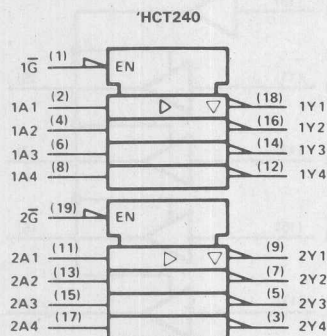 'HCT240
1G̅ (1) EN
1A1 (2) (18) 1Y1
1A2 (4) (16) 1Y2
1A3 (6) (14) 1Y3
1A4 (8) (12) 1Y4
2G̅ (19) EN
2A1 (11) (9) 2Y1
2A2 (13) (7) 2Y2
2A3 (15) (5) 2Y3
2A4 (17) (3) 2Y4